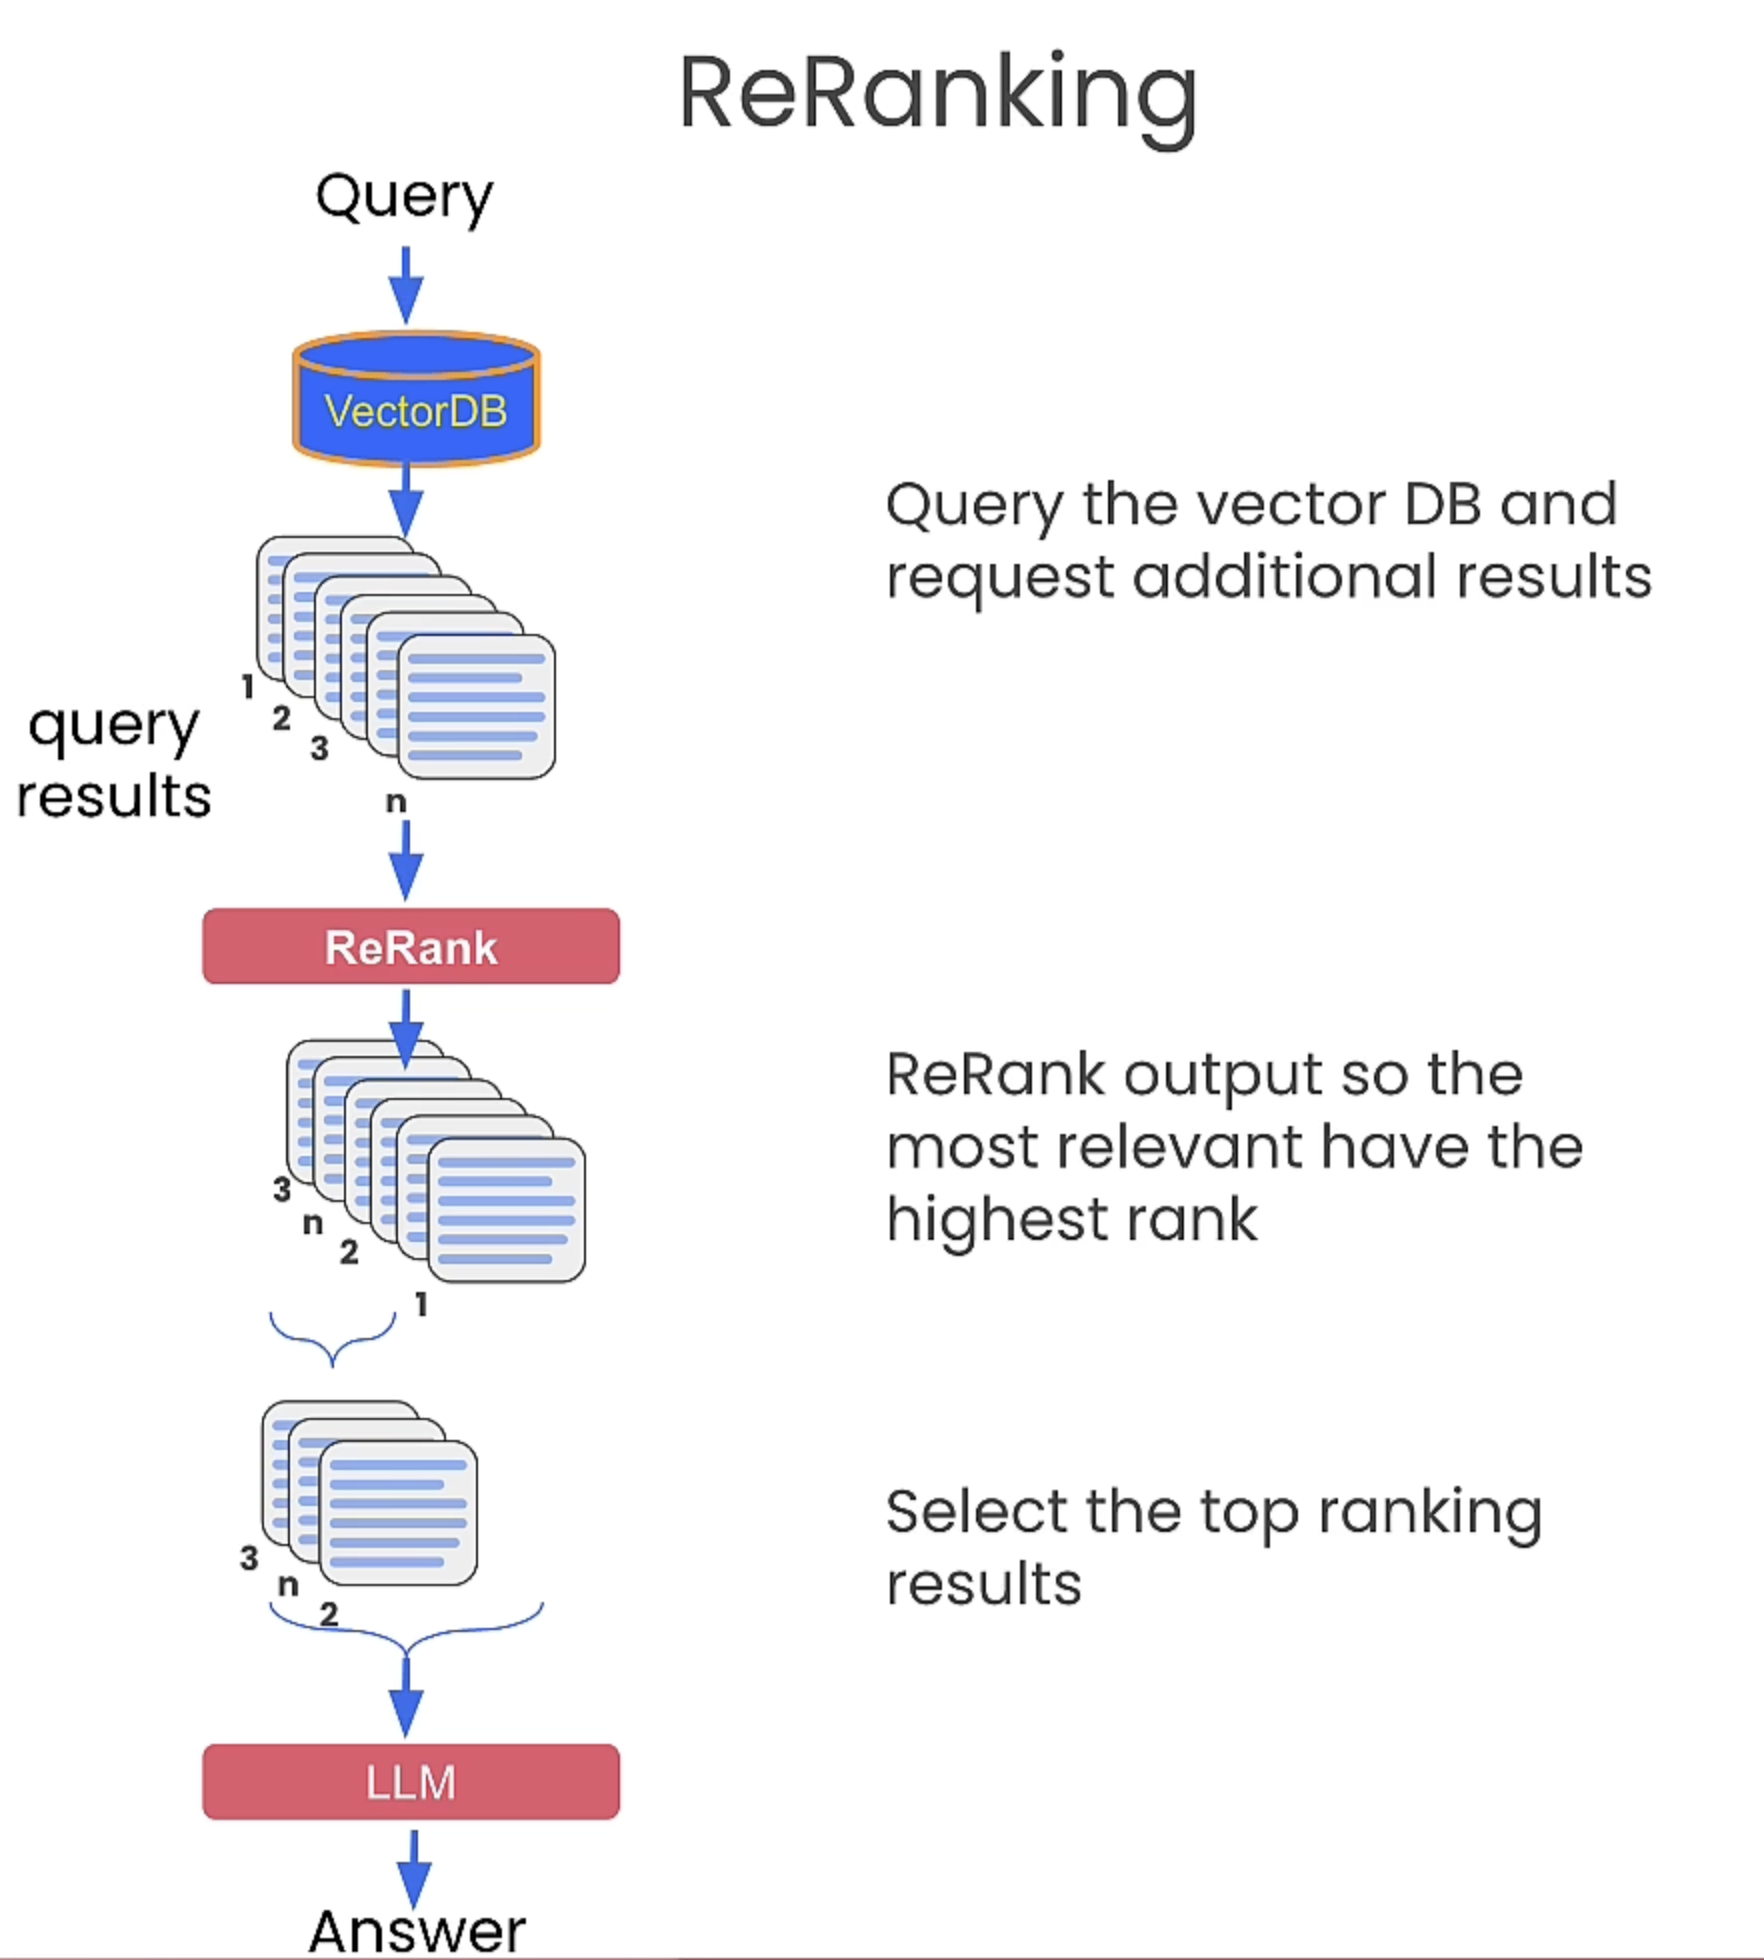 ReRanking
Query
VectorDB
Query the vector DB and
request additional results
1
2
3
n
query
results
ReRank
ReRank output so the
most relevant have the
highest rank
3
n
2
1
Select the top ranking
results
3
n
2
LLM
Answer